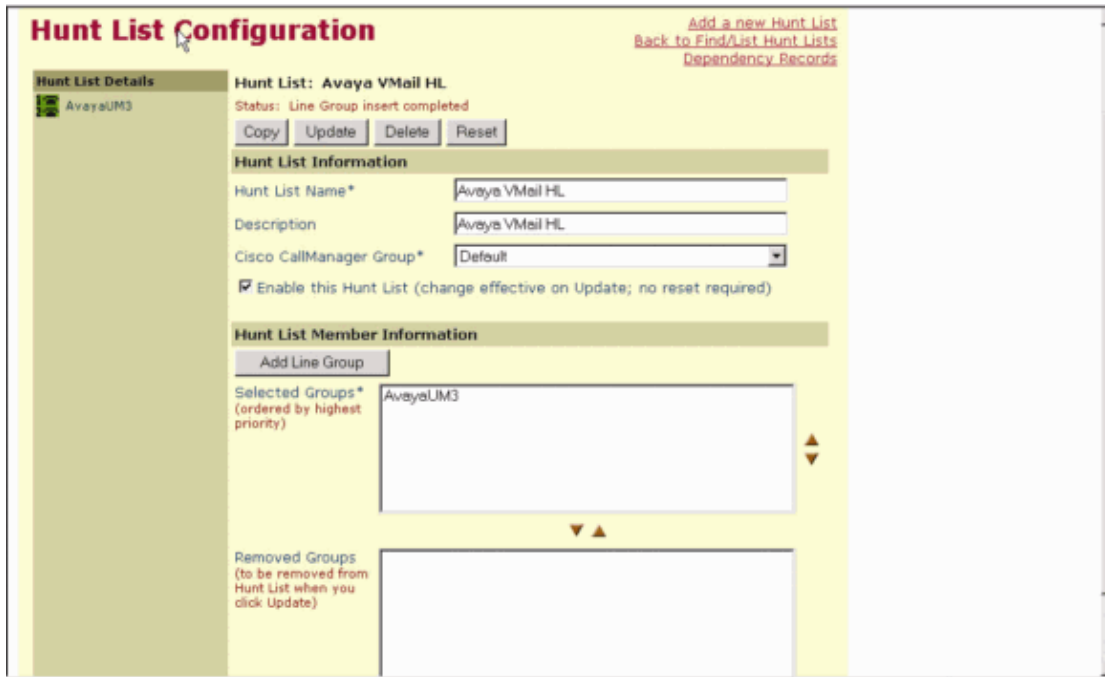 Hunt List Configuration
Add a new Hunt List
Back to Find/List Hunt Lists
Dependency Records
Hunt List Details
AvayaUM3
Hunt List: Avaya VMail HL
Status: Line Group insert completed
Copy Update Delete Reset
Hunt List Information
Hunt List Name* Avaya VMail HL
Description Avaya VMail HL
Cisco CallManager Group* Default
Enable this Hunt List (change effective on Update; no reset required)
Hunt List Member Information
Add Line Group
Selected Groups* AvayaUM3
(ordered by highest
priority)
Removed Groups
(to be removed from
Hunt List when you
click Update)